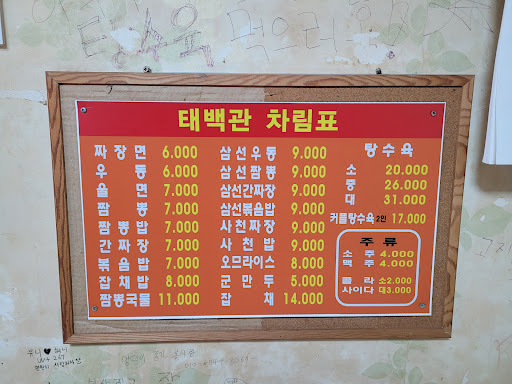 탕수육 먹으러
태백관 차림표
짜장면 6.000
우동 6.000
울면 7.000
짬뽕 7.000
짬뽕밥 7.000
간짜장 7.000
볶음밥 7.000
잡채밥 8.000
짬뽕국물 11.000
삼선우동 9.000
삼선짬뽕 9.000
삼선간짜장 9.000
삼선볶음밥 9.000
사천짜장 9.000
사천밥 9.000
오므라이스 8.000
군만두 5.000
잡채 14.000
탕수육
소 20.000
중 26.000
대 31.000
커플탕수육 2인 17.000
주류
소주 4.000
맥주 4.000
콜라 소2.000
사이다 대3.000